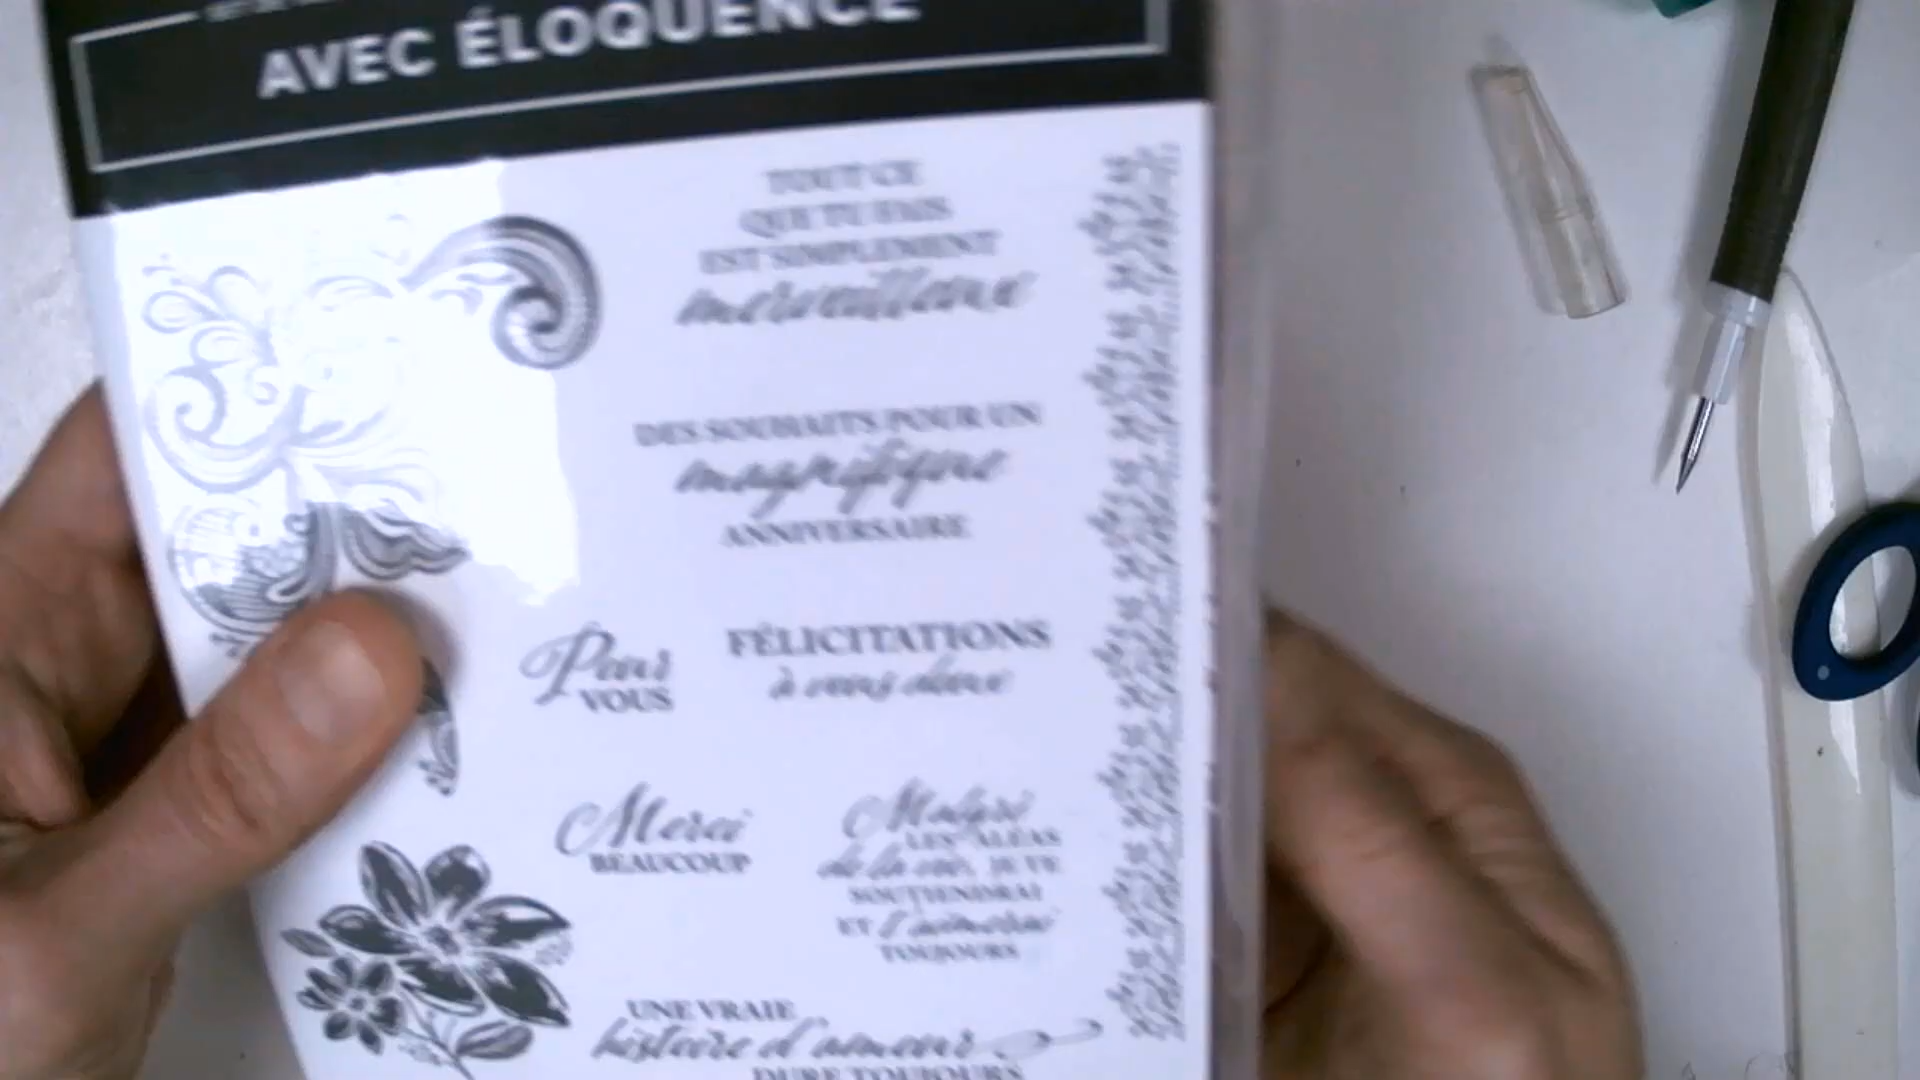 AVEC ÉLOQUENCE
TOUT CE
QUE TU FAIS
EST SIMPLEMENT
merveilleux
DES SOUHAITS POUR UN
magnifique
ANNIVERSAIRE
Pour
VOUS
FÉLICITATIONS
à vous deux
Merci
BEAUCOUP
Malgré
LES ALÉAS
de la vie, JE TE
SOUTIENDRAI
ET t'aimerai
TOUJOURS
UNE VRAIE
histoire d'amour
DURE TOUJOURS